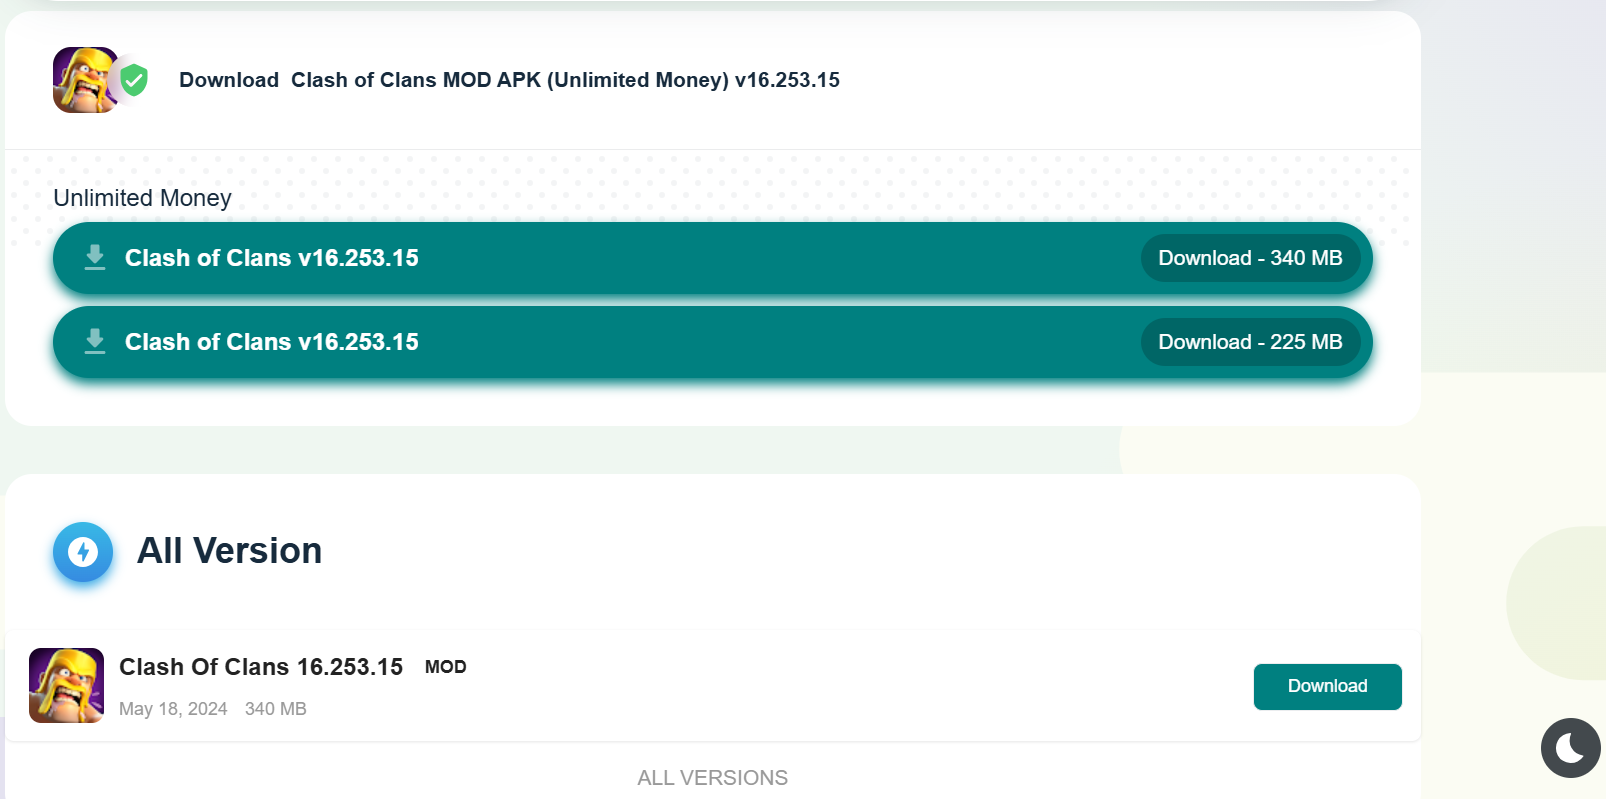 Download  Clash of Clans MOD APK (Unlimited Money) v16.253.15
Unlimited Money
Clash of Clans v16.253.15 Download - 340 MB
Clash of Clans v16.253.15 Download - 225 MB
All Version
Clash Of Clans 16.253.15 MOD
May 18, 2024 340 MB
Download
ALL VERSIONS